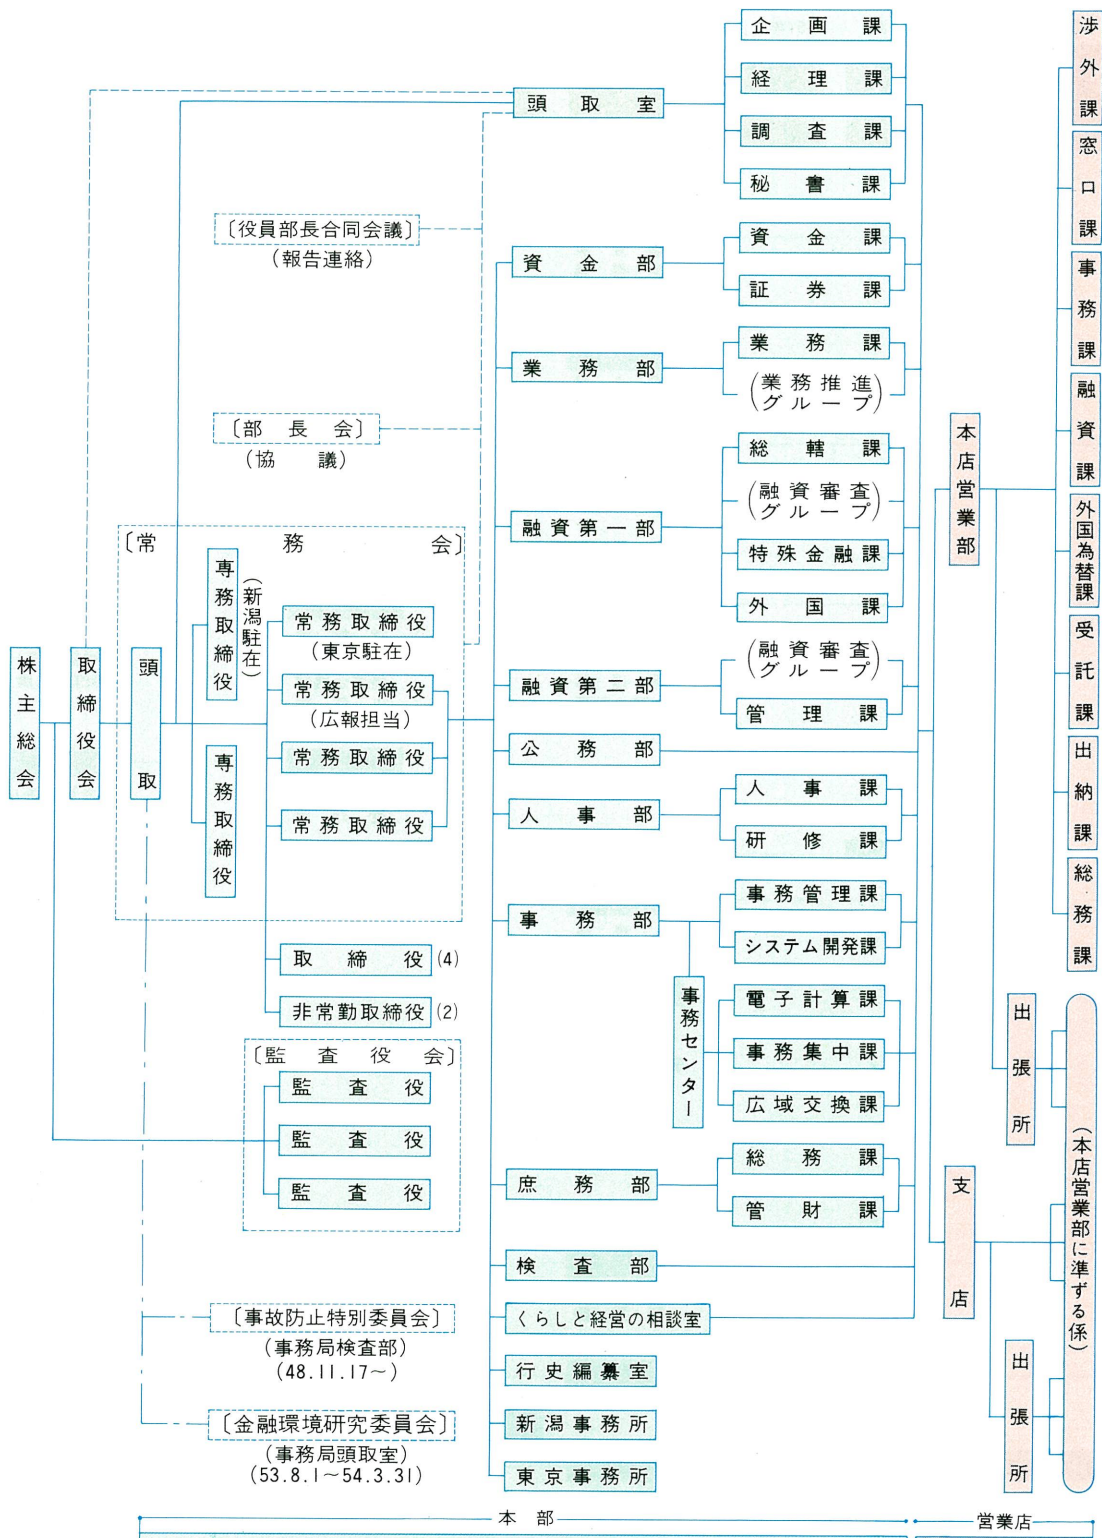 株主総会
取締役会
頭取
〔常務会〕
専務取締役
(新潟駐在)
専務取締役
常務取締役
(東京駐在)
常務取締役
(広報担当)
常務取締役
常務取締役
取締役(4)
非常勤取締役(2)
〔監査役会〕
監査役
監査役
監査役
〔役員部長合同会議〕
(報告連絡)
〔部長会〕
(協議)
〔事故防止特別委員会〕
(事務局検査部)
(48.11.17~)
〔金融環境研究委員会〕
(事務局頭取室)
(53.8.1~54.3.31)
頭取室
企画課
経理課
調査課
秘書課
資金部
資金課
証券課
業務部
業務課
(業務推進
グループ)
融資第一部
総轄課
(融資審査
グループ)
特殊金融課
外国課
融資第二部
(融資審査
グループ)
管理課
公務部
人事部
人事課
研修課
事務部
事務管理課
システム開発課
事務センター
電子計算課
事務集中課
広域交換課
庶務部
総務課
管財課
検査部
くらしと経営の相談室
行史編纂室
新潟事務所
東京事務所
本店営業部
渉外課
窓口課
事務課
融資課
外国為替課
受託課
出納課
総務課
出張所
支店
出張所
(本店営業部に準ずる係)
本部
営業店